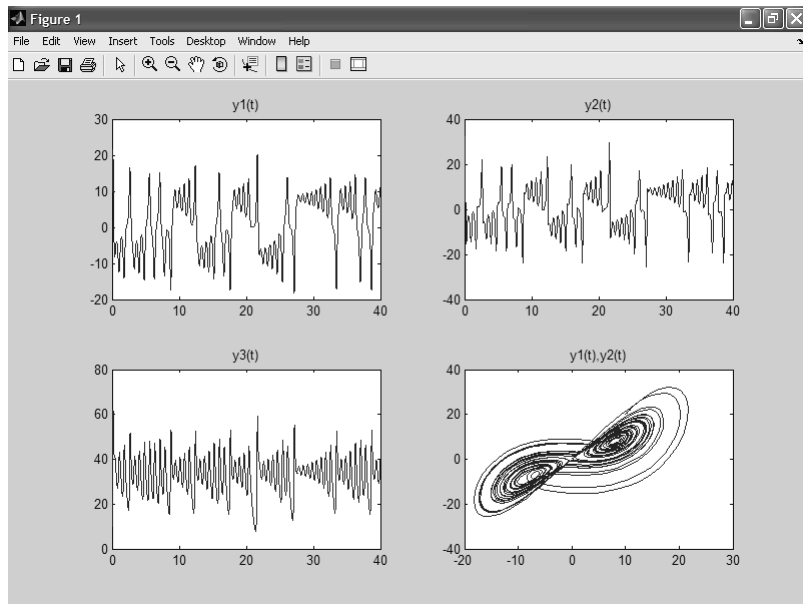 Figure 1
File Edit View Insert Tools Desktop Window Help
y1(t)
30
20
10
0
-10
-20
0 10 20 30 40
y2(t)
40
20
0
-20
-40
0 10 20 30 40
y3(t)
80
60
40
20
0
0 10 20 30 40
y1(t),y2(t)
40
20
0
-20
-40
-20 -10 0 10 20 30